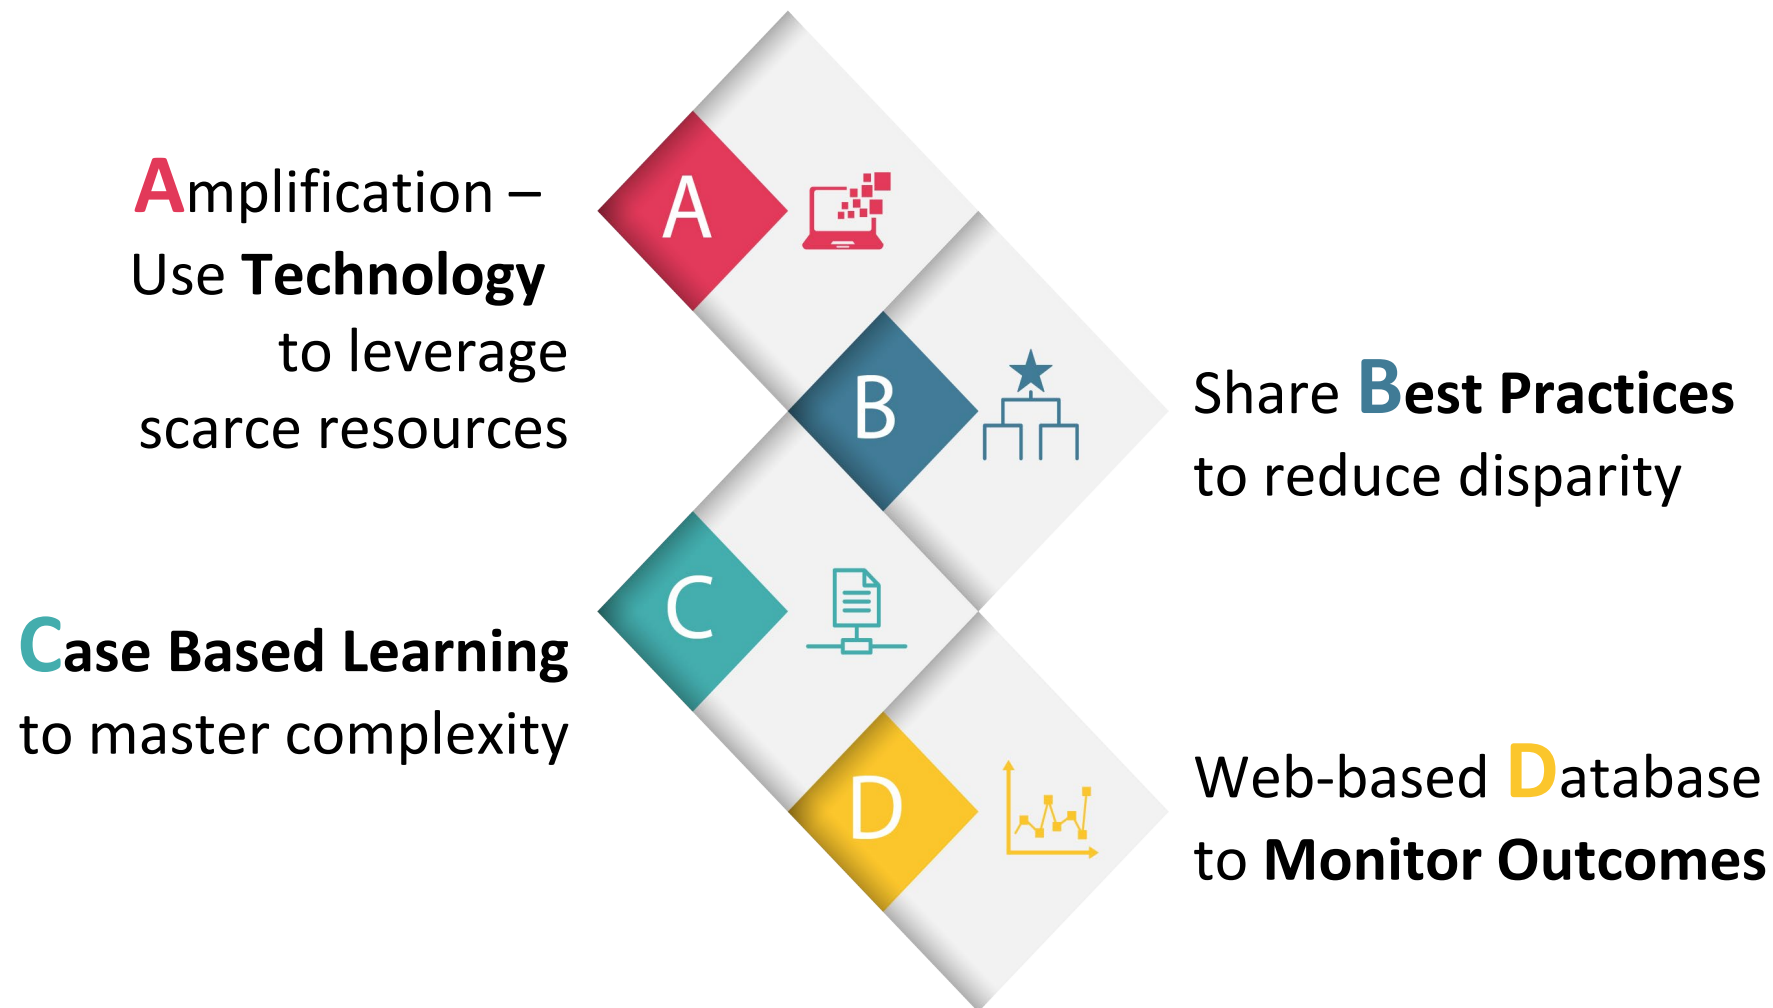 Amplification –
Use Technology
to leverage
scarce resources
A
B
Share Best Practices
to reduce disparity
C
Case Based Learning
to master complexity
D
Web-based Database
to Monitor Outcomes